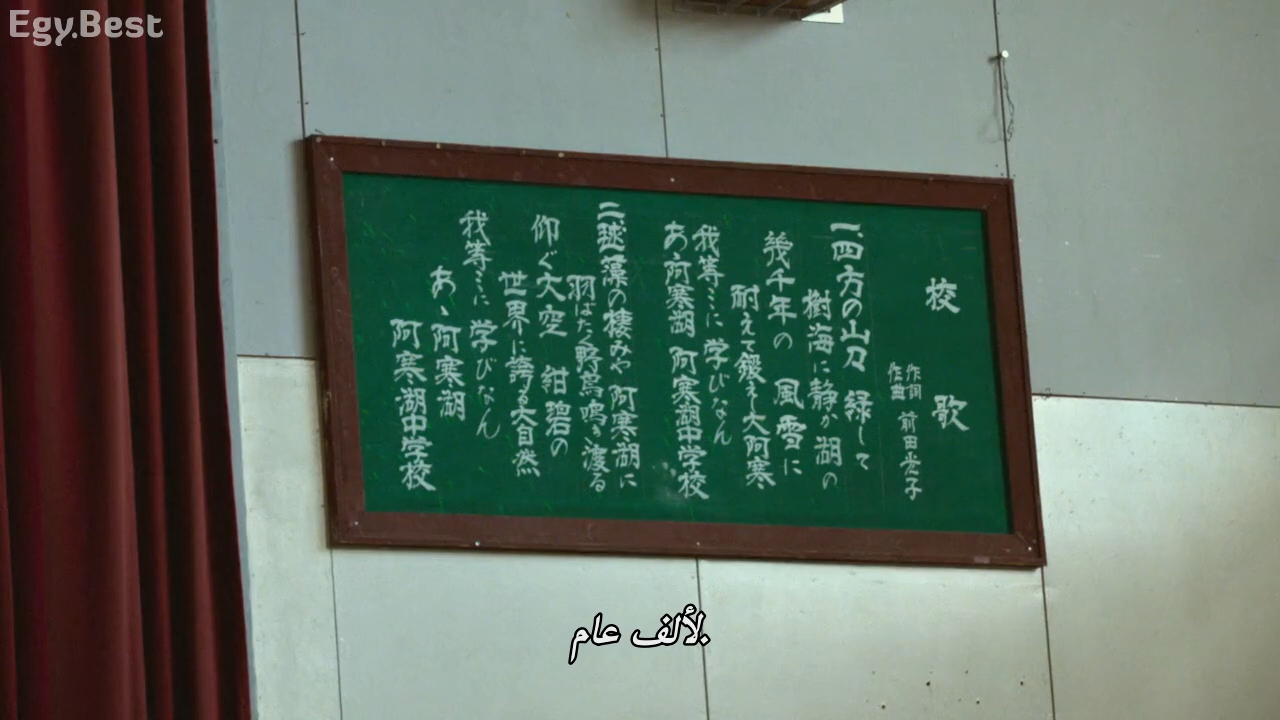 Egy.Best
校歌
作詞
作曲 前田光子
一、四方の山々 緑して
樹海に静か湖の
幾千年の 風雪に
耐えて鍛え大阿寒
我等ここに 学びなん
あゝ阿寒湖 阿寒湖中学校
二、毬藻の棲みや 阿寒湖に
羽ばたく野鳥鳴き渡る
仰ぐ大空 紺碧の
世界に誇る大自然
我等ここに 学びなん
あゝ阿寒湖
阿寒湖中学校
لألف عام.